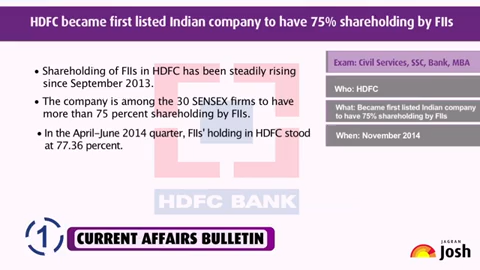 HDFC became first listed Indian company to have 75% shareholding by FIIs
• Shareholding of FIIs in HDFC has been steadily rising
since September 2013.
• The company is among the 30 SENSEX firms to have
more than 75 percent shareholding by FIIs.
• In the April-June 2014 quarter, FIIs' holding in HDFC stood
at 77.36 percent.
HDFC BANK
Exam: Civil Services, SSC, Bank, MBA
Who: HDFC
What: Became first listed Indian company
to have 75% shareholding by FIIs
When: November 2014
1 CURRENT AFFAIRS BULLETIN
JAGRAN
Josh